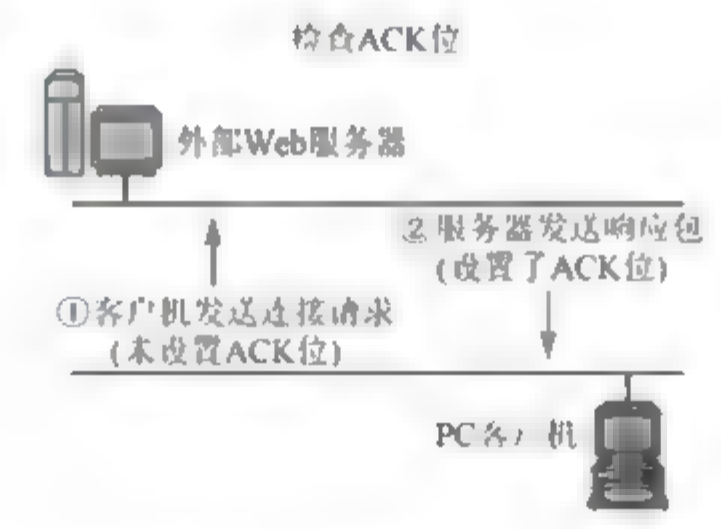 检查ACK位
外部Web服务器
②服务器发送响应包
(设置了ACK位)
①客户机发送连接请求
(未设置ACK位)
PC客户机